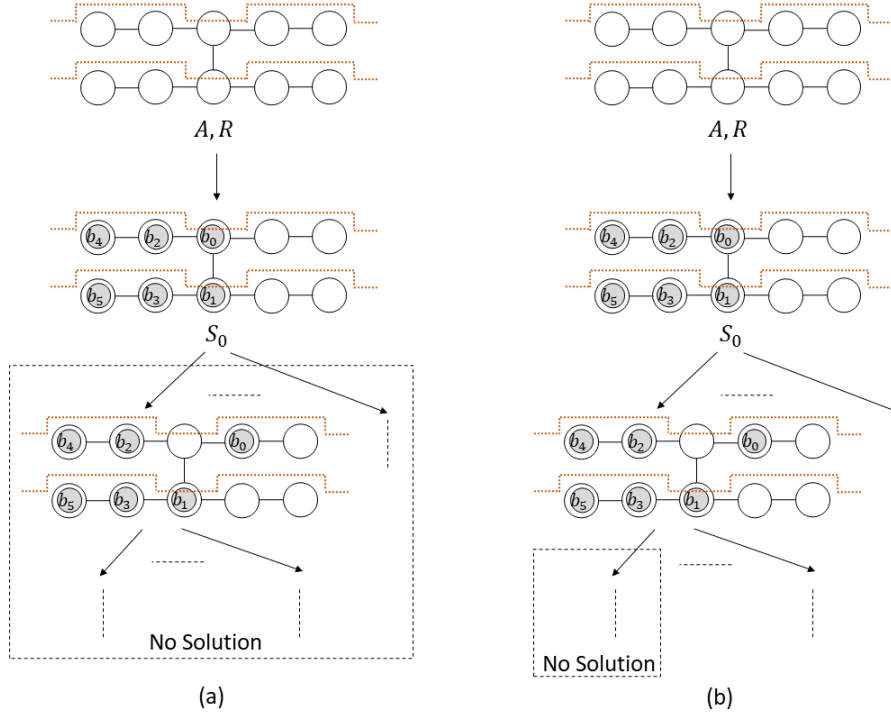 A, R
A, R
b₄ b₂ b₀
b₄ b₂ b₀
b₅ b₃ b₁
b₅ b₃ b₁
S₀
S₀
b₄ b₂ b₀
b₄ b₂ b₀
b₅ b₃ b₁
b₅ b₃ b₁
No Solution
No Solution
(a)
(b)